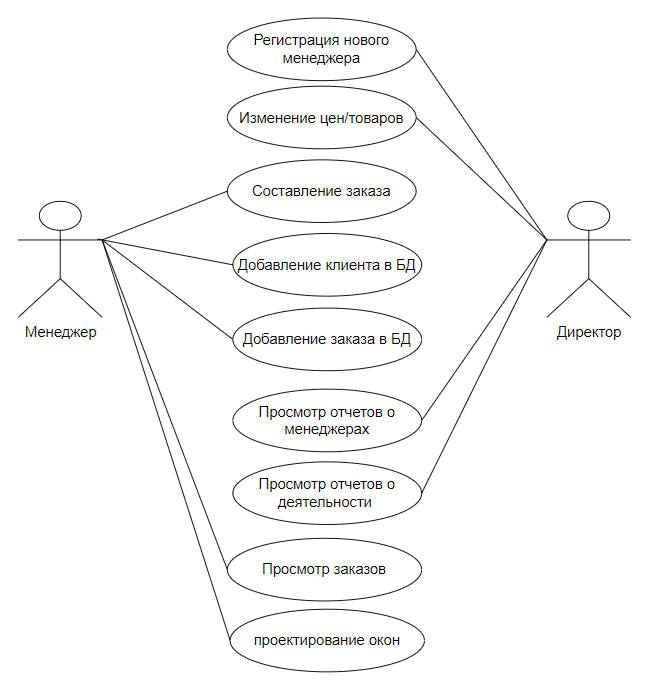 Регистрация нового
менеджера
Изменение цен/товаров
Составление заказа
Добавление клиента в БД
Добавление заказа в БД
Менеджер
Директор
Просмотр отчетов о
менеджерах
Просмотр отчетов о
деятельности
Просмотр заказов
проектирование окон